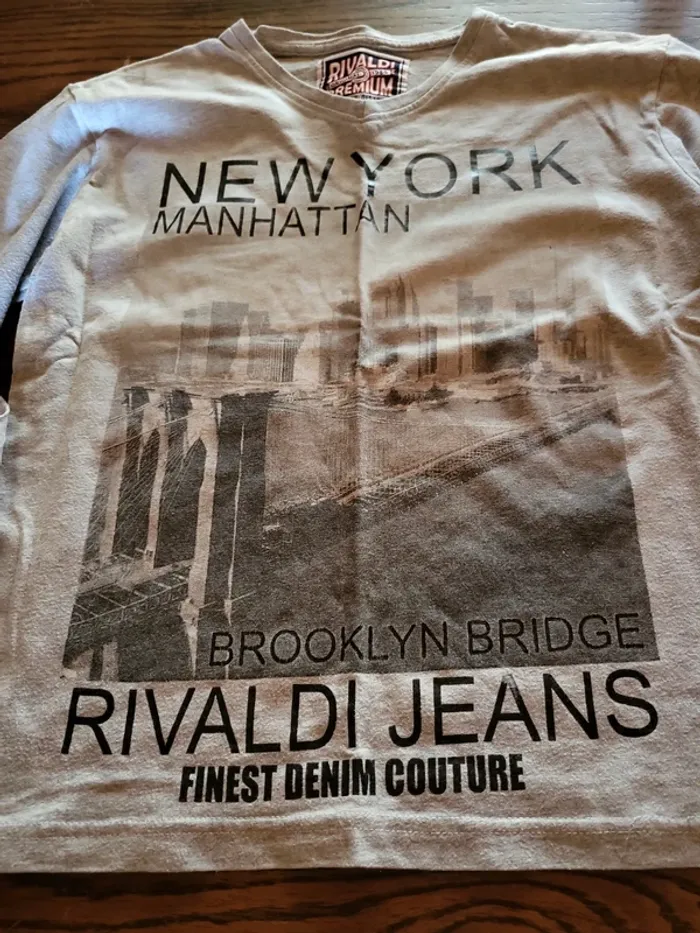 RIVALDI
PREMIUM
NEW YORK
MANHATTAN
BROOKLYN BRIDGE
RIVALDI JEANS
FINEST DENIM COUTURE